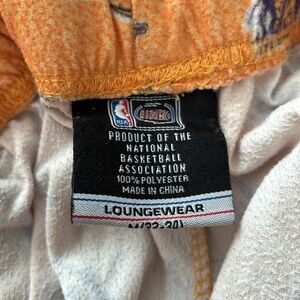 NBA
UNK
PRODUCT OF THE
NATIONAL
BASKETBALL
ASSOCIATION
100% POLYESTER
MADE IN CHINA
LOUNGEWEAR